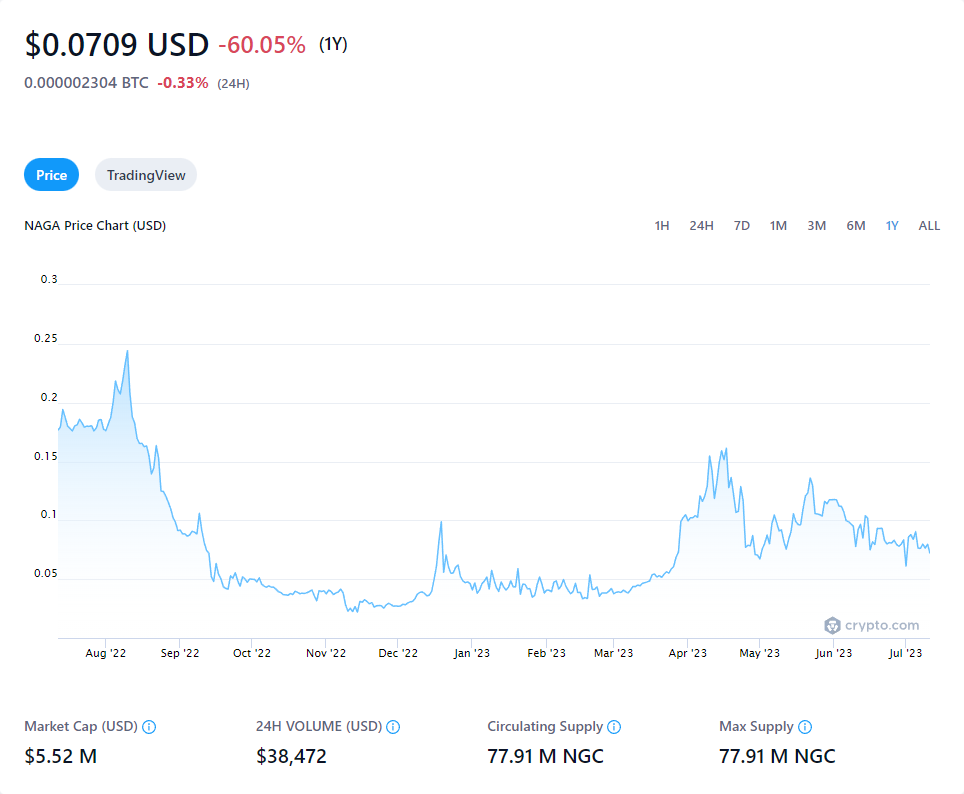 $0.0709 USD -60.05% (1Y)
0.000002304 BTC -0.33% (24H)
Price TradingView
NAGA Price Chart (USD) 1H 24H 7D 1M 3M 6M 1Y ALL
0.3
0.25
0.2
0.15
0.1
0.05
crypto.com
Aug '22 Sep '22 Oct '22 Nov '22 Dec '22 Jan '23 Feb '23 Mar '23 Apr '23 May '23 Jun '23 Jul '23
Market Cap (USD) 24H VOLUME (USD) Circulating Supply Max Supply
$5.52 M $38,472 77.91 M NGC 77.91 M NGC